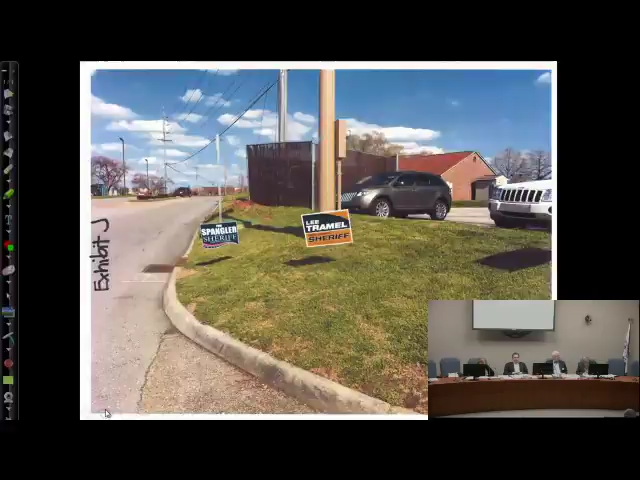 Exhibit J
SPANGLER
SHERIFF
LEE
TRAMEL
SHERIFF